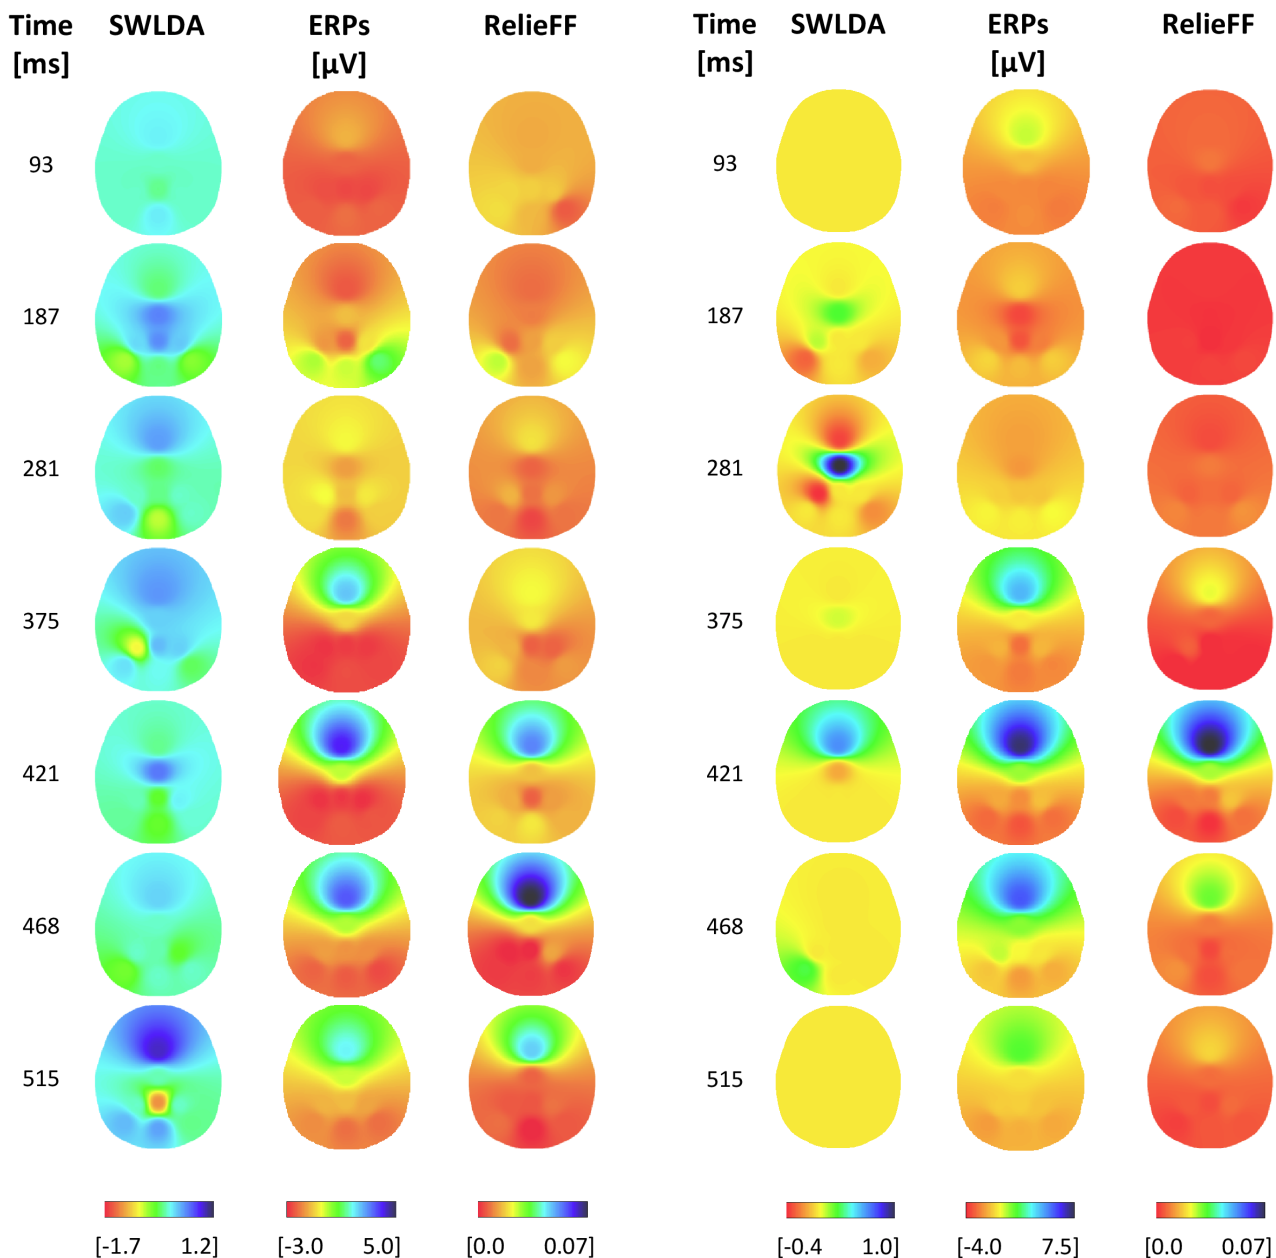 Time SWLDA ERPs RelieFF Time SWLDA ERPs RelieFF
[ms] [µV] [ms] [µV]
93 93
187 187
281 281
375 375
421 421
468 468
515 515
[-1.7 1.2] [-3.0 5.0] [0.0 0.07] [-0.4 1.0] [-4.0 7.5] [0.0 0.07]